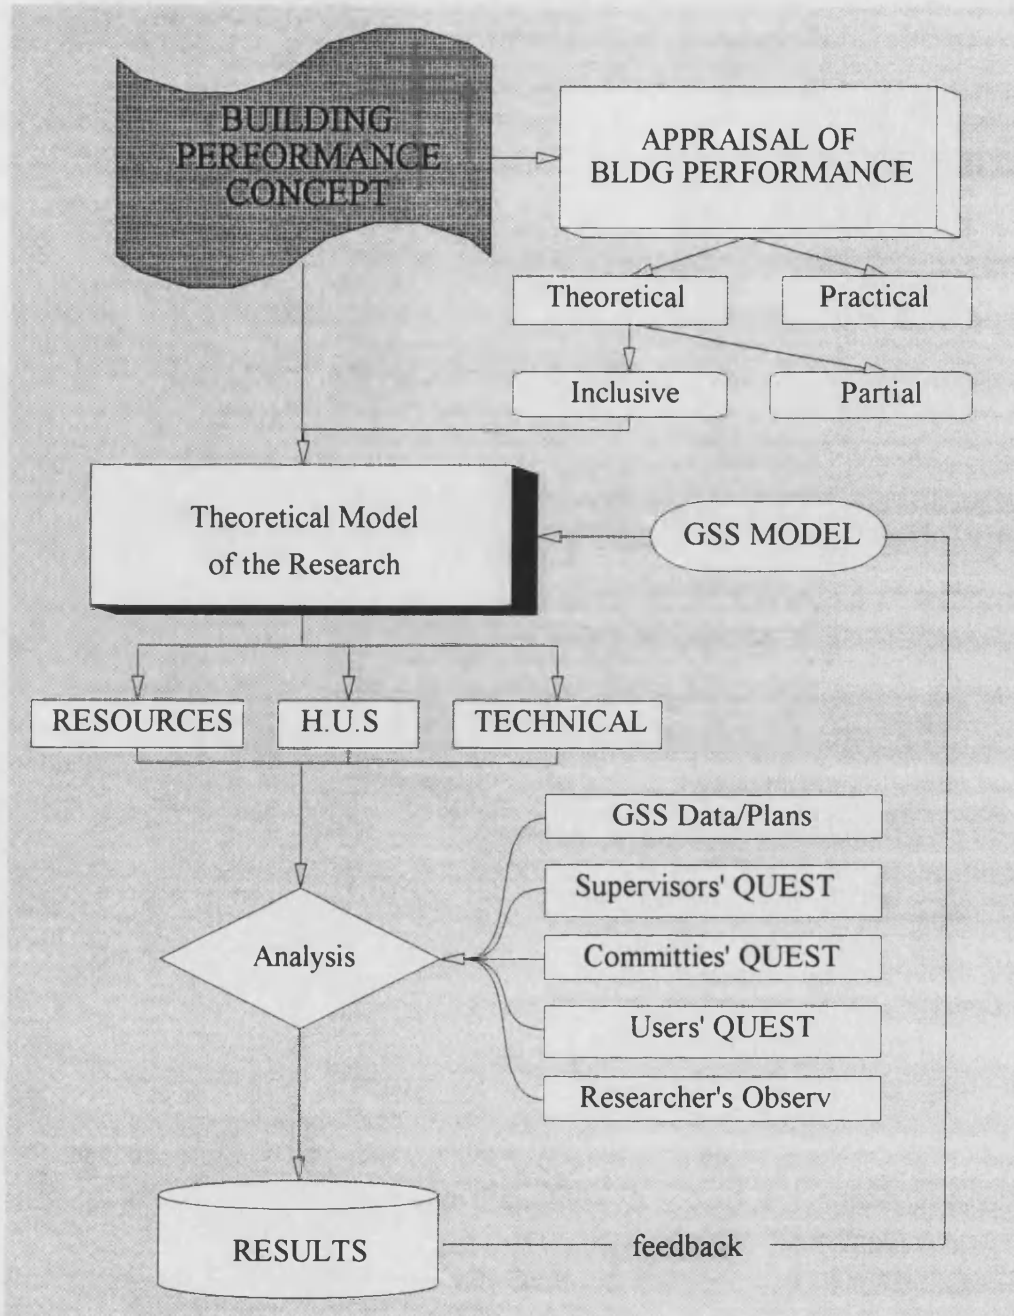 BUILDING
PERFORMANCE
CONCEPT
APPRAISAL OF
BLDG PERFORMANCE
Theoretical
Practical
Inclusive
Partial
Theoretical Model
of the Research
GSS MODEL
RESOURCES
H.U.S
TECHNICAL
GSS Data/Plans
Supervisors' QUEST
Analysis
Committies' QUEST
Users' QUEST
Researcher's Observ
RESULTS
feedback